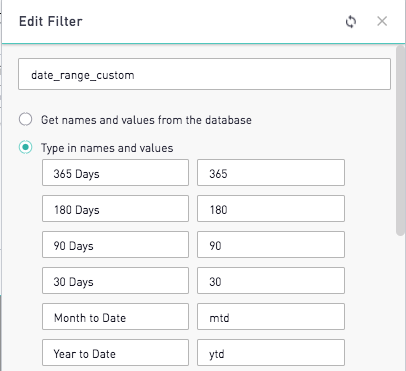 Edit Filter
date_range_custom
Get names and values from the database
Type in names and values
365 Days 365
180 Days 180
90 Days 90
30 Days 30
Month to Date mtd
Year to Date ytd